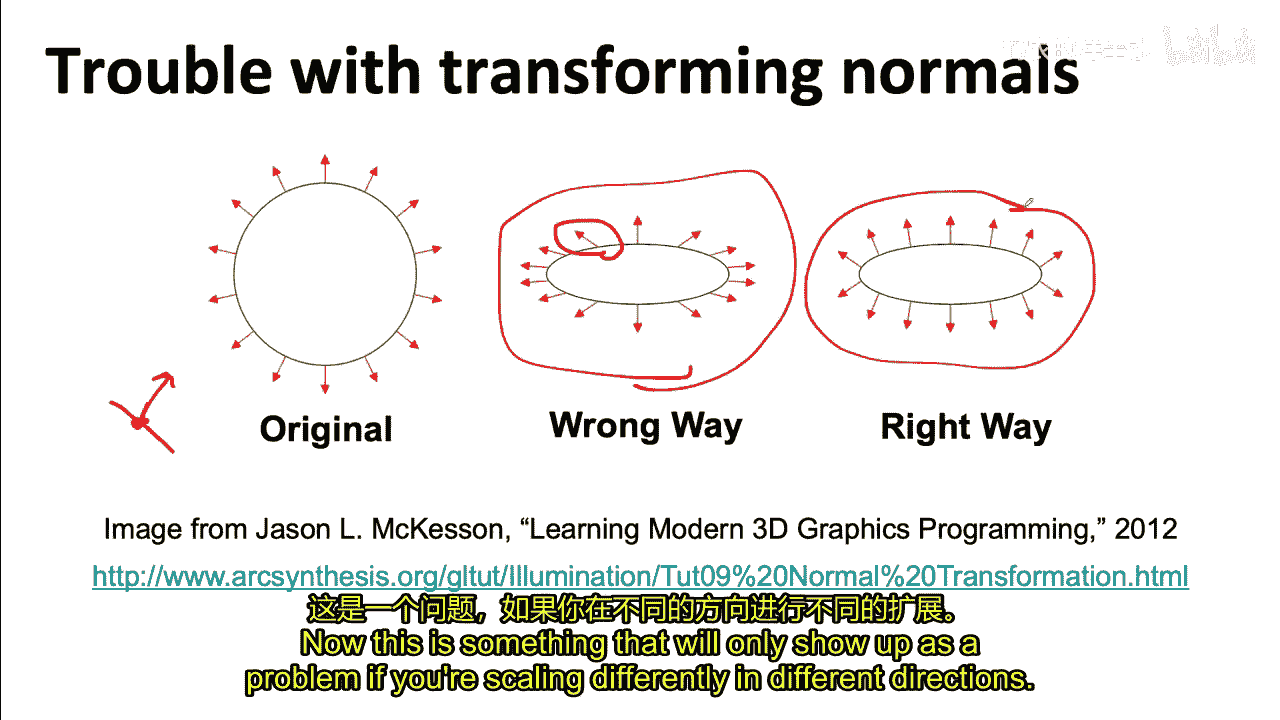 Trouble with transforming normals
Original
Wrong Way
Right Way
Image from Jason L. McKesson, “Learning Modern 3D Graphics Programming,” 2012
http://www.arcsynthesis.org/gltut/Illumination/Tut09%20Normal%20Transformation.html
这是一个问题，如果你在不同的方向进行不同的扩展。
Now this is something that will only show up as a
problem if you're scaling differently in different directions.